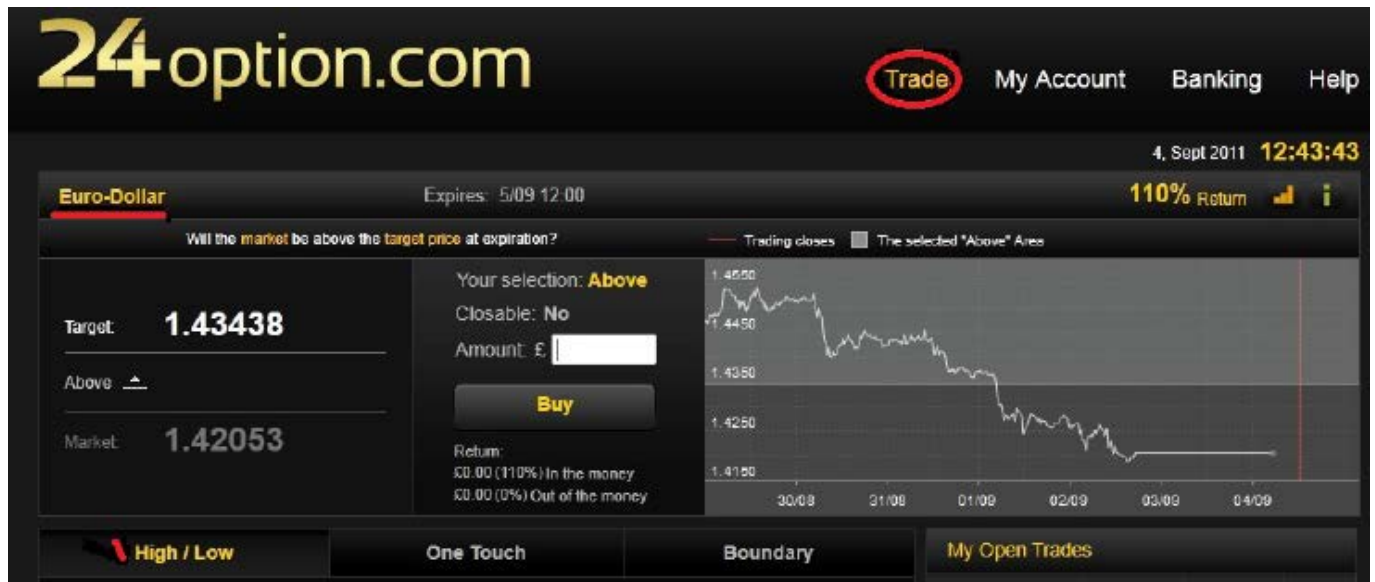 24option.com
Trade My Account Banking Help
4, Sept 2011 12:43:43
Euro-Dollar Expires: 5/09 12:00 110% Return i
Will the market be above the target price at expiration? Trading closes The selected "Above" Area
Your selection: Above
Closable: No
Amount: £
Buy
Return:
£0.00 (110%) In the money
£0.00 (0%) Out of the money
Target: 1.43438
Above
Market: 1.42053
1.4550
1.4450
1.4350
1.4250
1.4150
30/08 31/08 01/09 02/09 03/09 04/09
High / Low One Touch Boundary My Open Trades